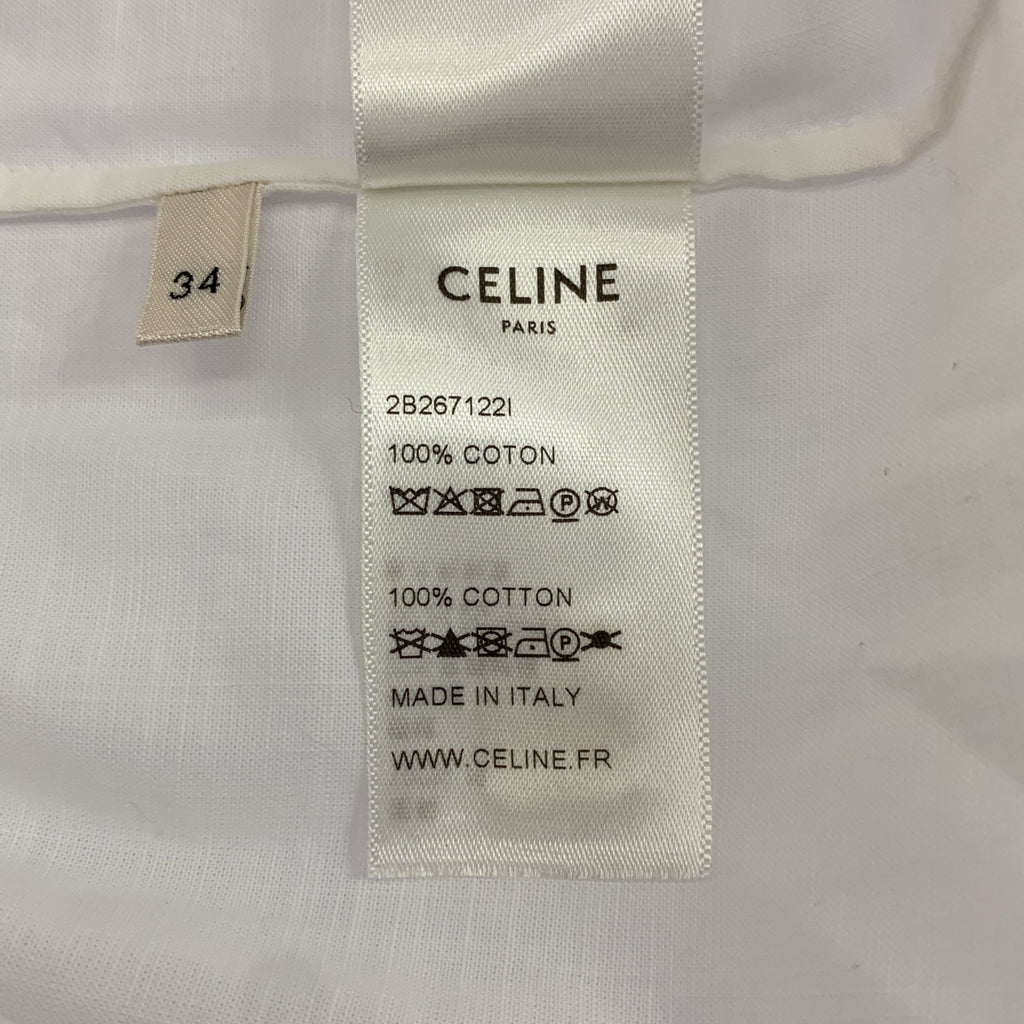 34
CELINE
PARIS
2B267122I
100% COTON
P W
100% COTTON
P
MADE IN ITALY
WWW.CELINE.FR